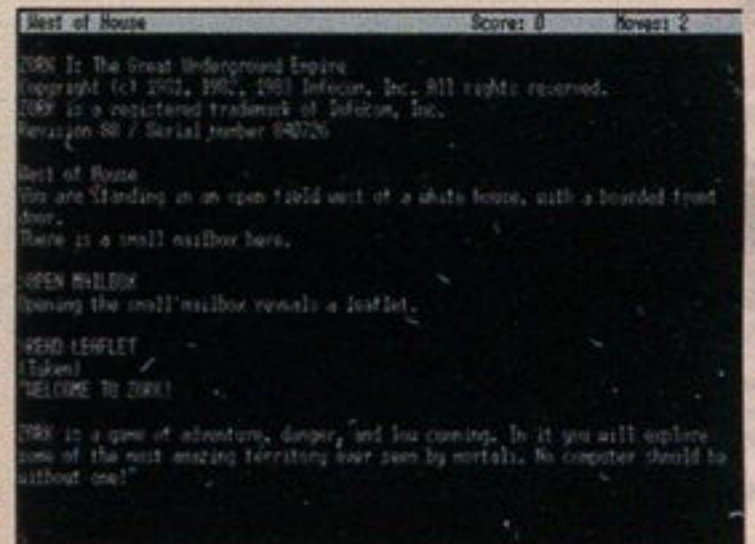 West of House Score: 0 Moves: 2
ZORK I: The Great Underground Empire
Copyright (c) 1981, 1982, 1983 Infocom, Inc. All rights reserved.
ZORK is a registered trademark of Infocom, Inc.
Revision 88 / Serial number 840726
West of House
You are standing in an open field west of a white house, with a boarded front
door.
There is a small mailbox here.
>OPEN MAILBOX
Opening the small mailbox reveals a leaflet.
>READ LEAFLET
(Taken)
"WELCOME TO ZORK!
ZORK is a game of adventure, danger, and low cunning. In it you will explore
some of the most amazing territory ever seen by mortals. No computer should be
without one!"